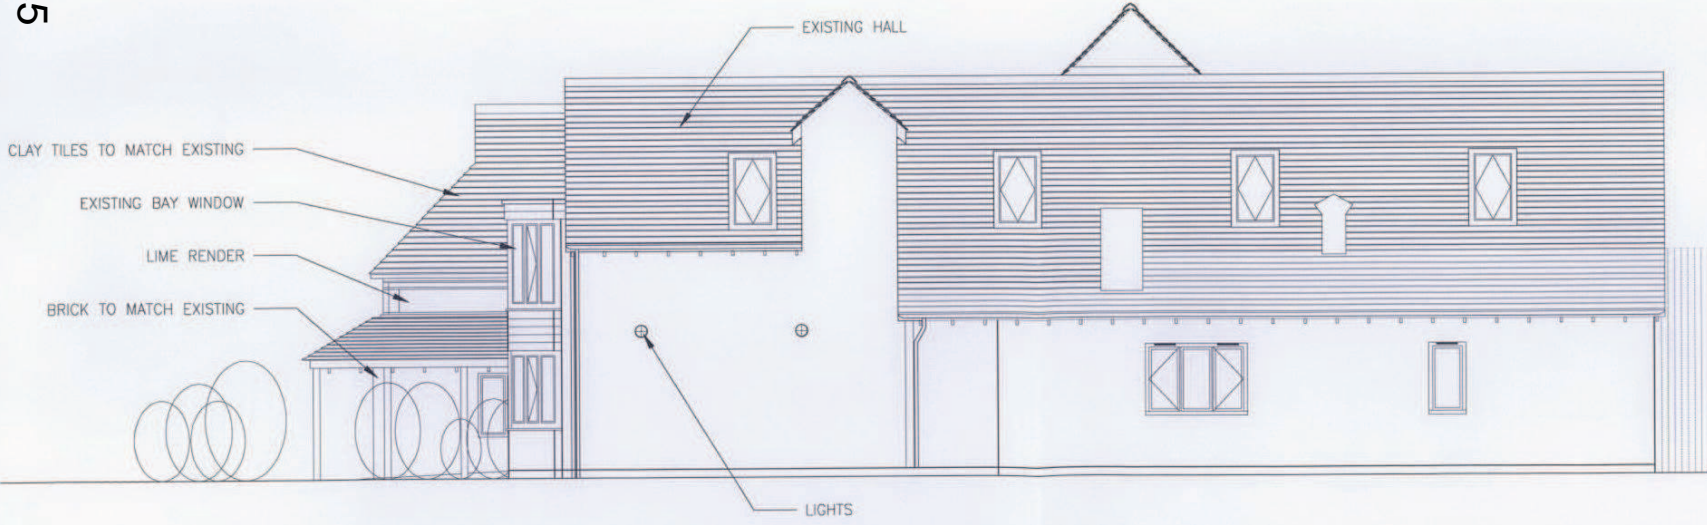 5
EXISTING HALL
CLAY TILES TO MATCH EXISTING
EXISTING BAY WINDOW
LIME RENDER
BRICK TO MATCH EXISTING
LIGHTS